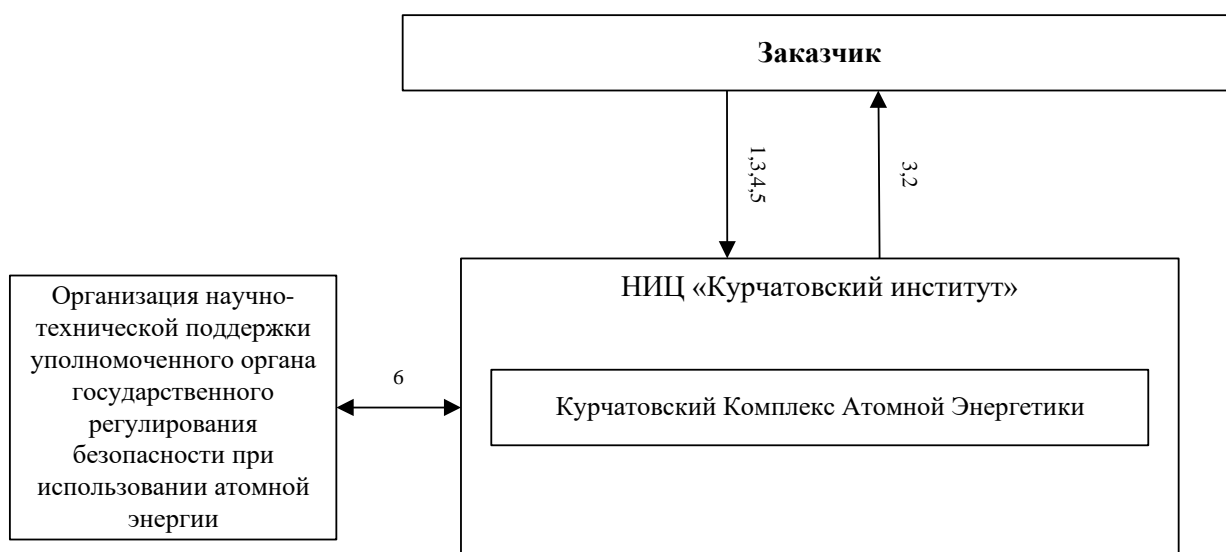 Заказчик
1,3,4,5
3,2
НИЦ «Курчатовский институт»
Организация научно-
технической поддержки
уполномоченного органа
государственного
регулирования
безопасности при
использовании атомной
энергии
6
Курчатовский Комплекс Атомной Энергетики